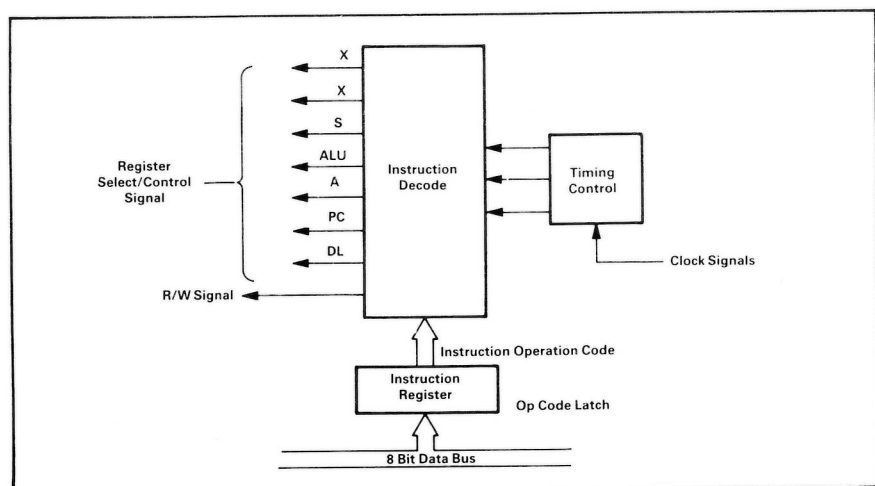 X
X
S
ALU
A
PC
DL
Register
Select/Control
Signal
R/W Signal
Instruction
Decode
Timing
Control
Clock Signals
Instruction Operation Code
Instruction
Register
Op Code Latch
8 Bit Data Bus